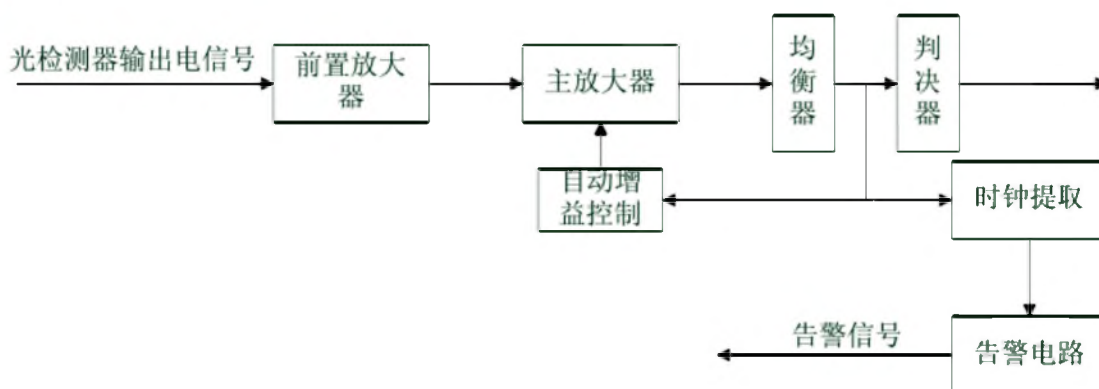 光检测器输出电信号
前置放大
器
主放大器
均
衡
器
判
决
器
自动增
益控制
时钟提取
告警信号
告警电路